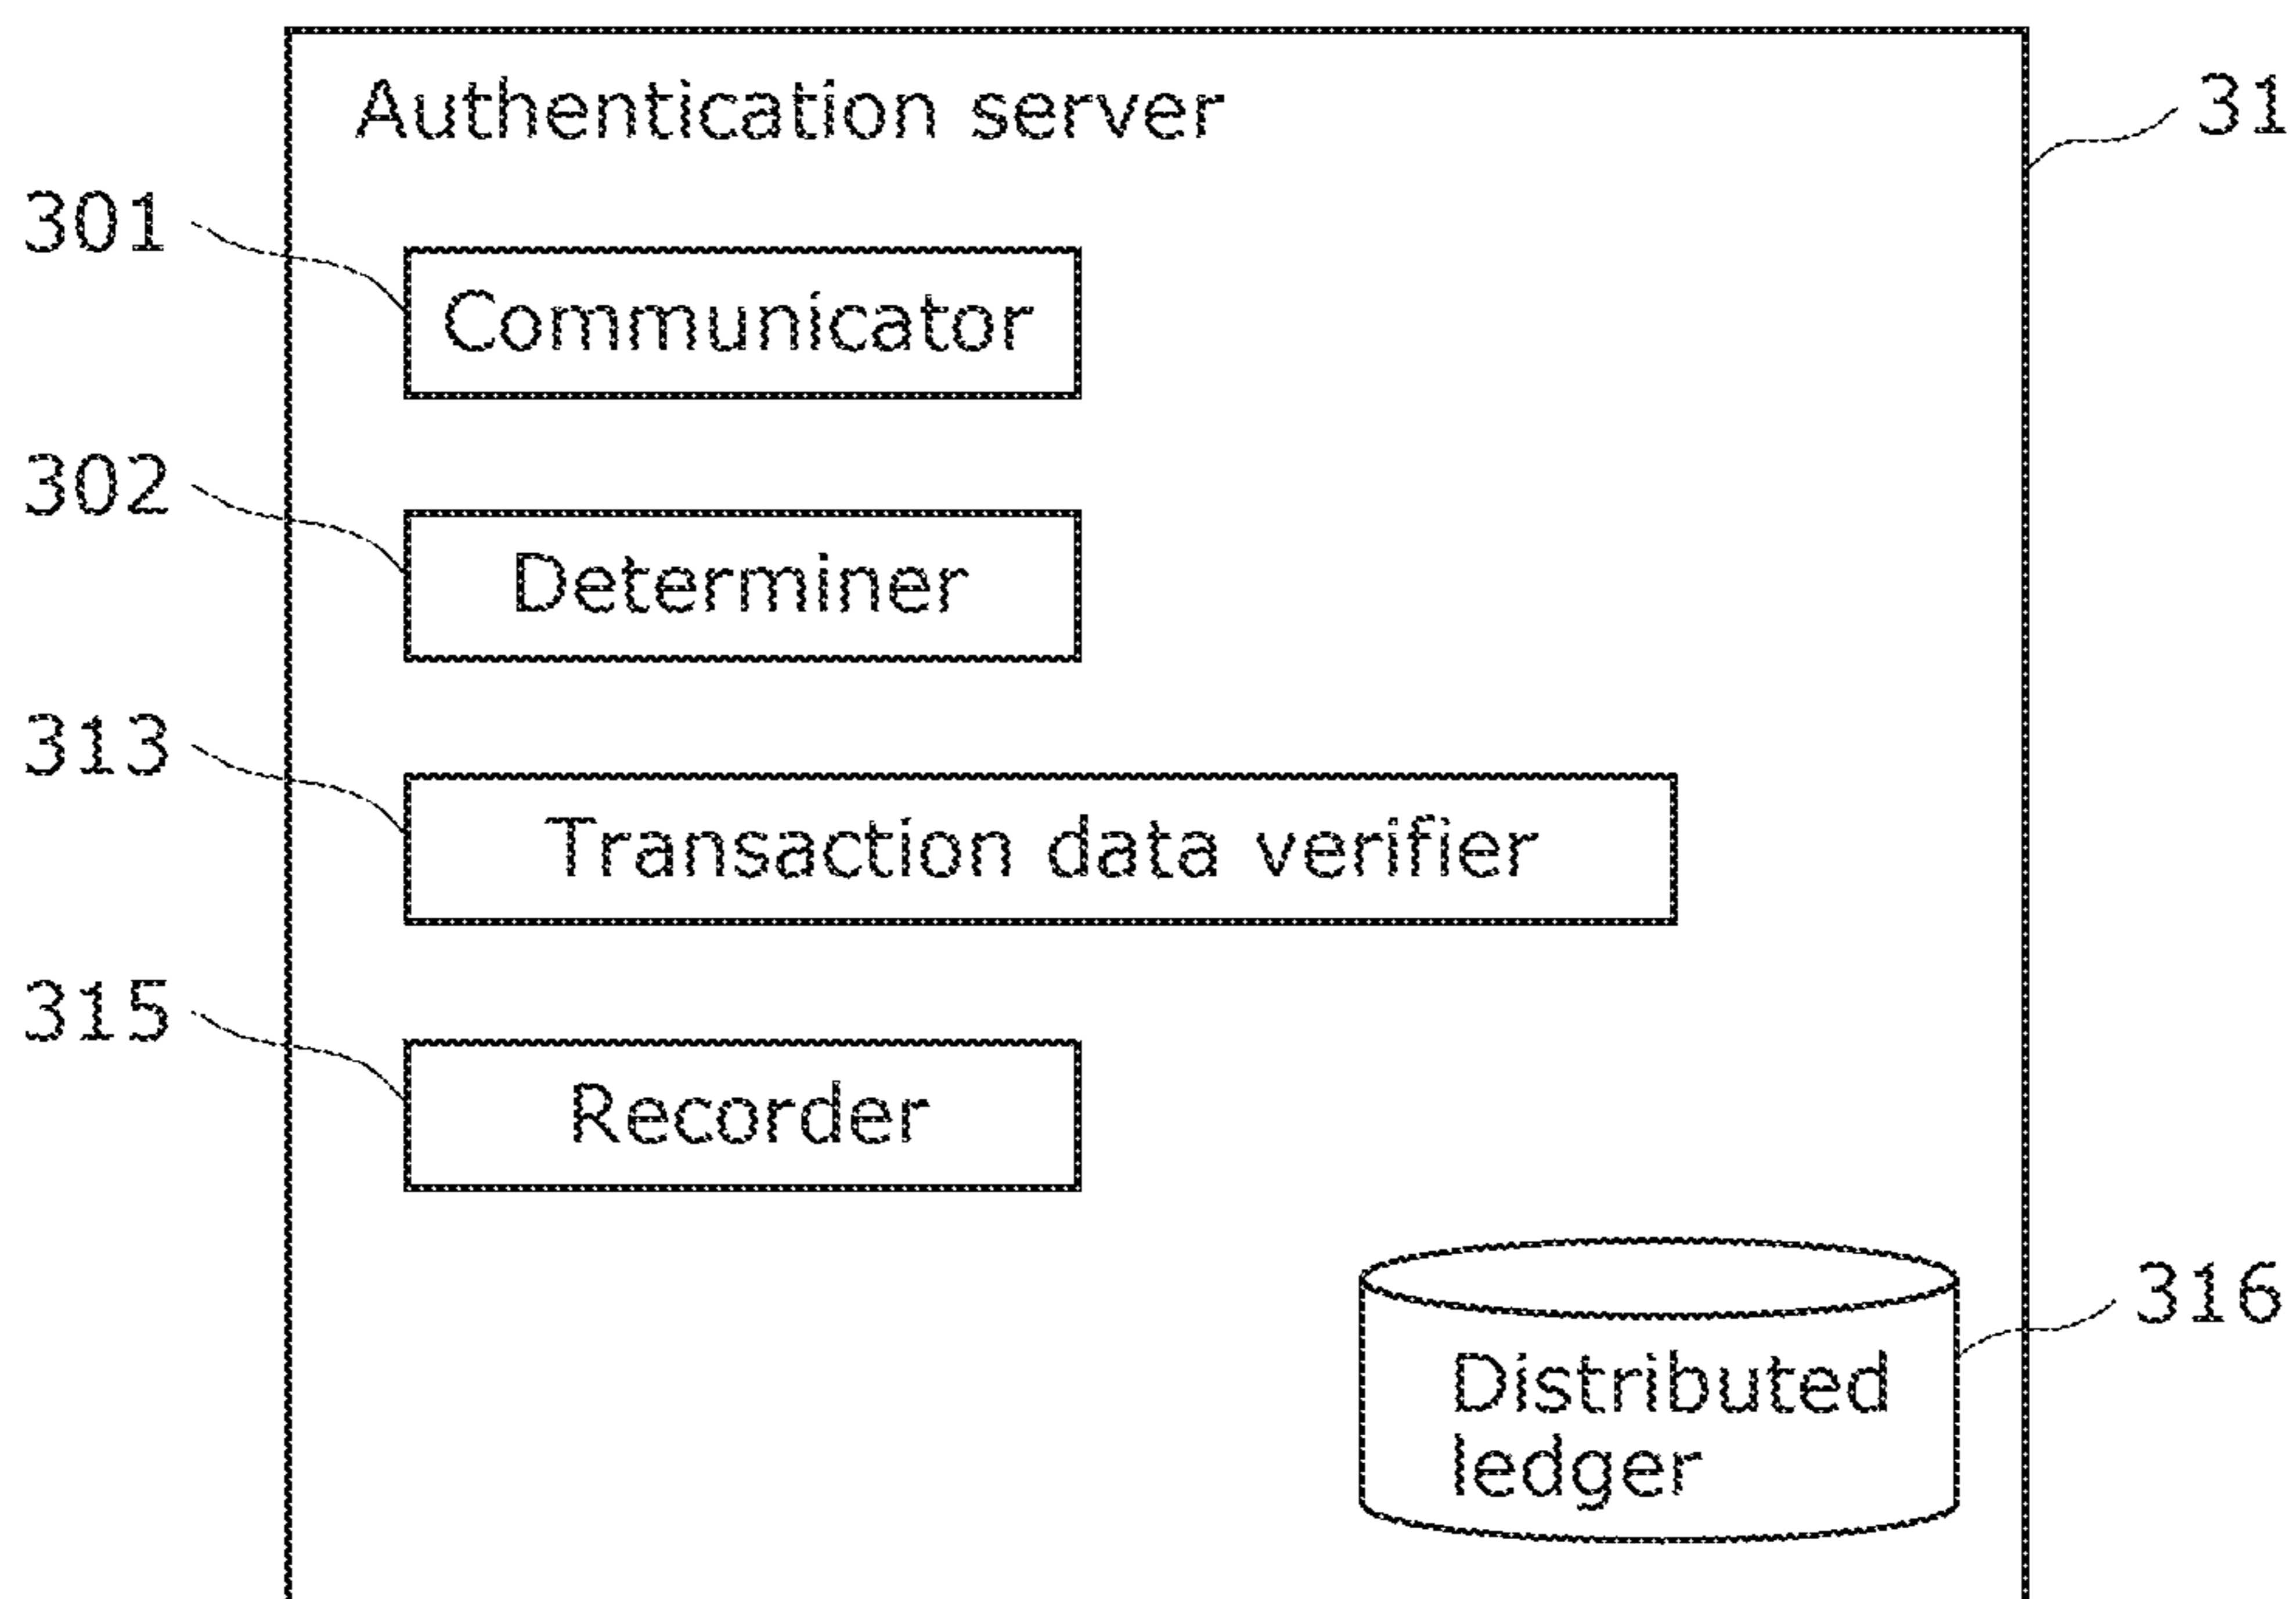 Authentication server
31
301
Communicator
302
Determiner
313
Transaction data verifier
315
Recorder
316
Distributed
ledger